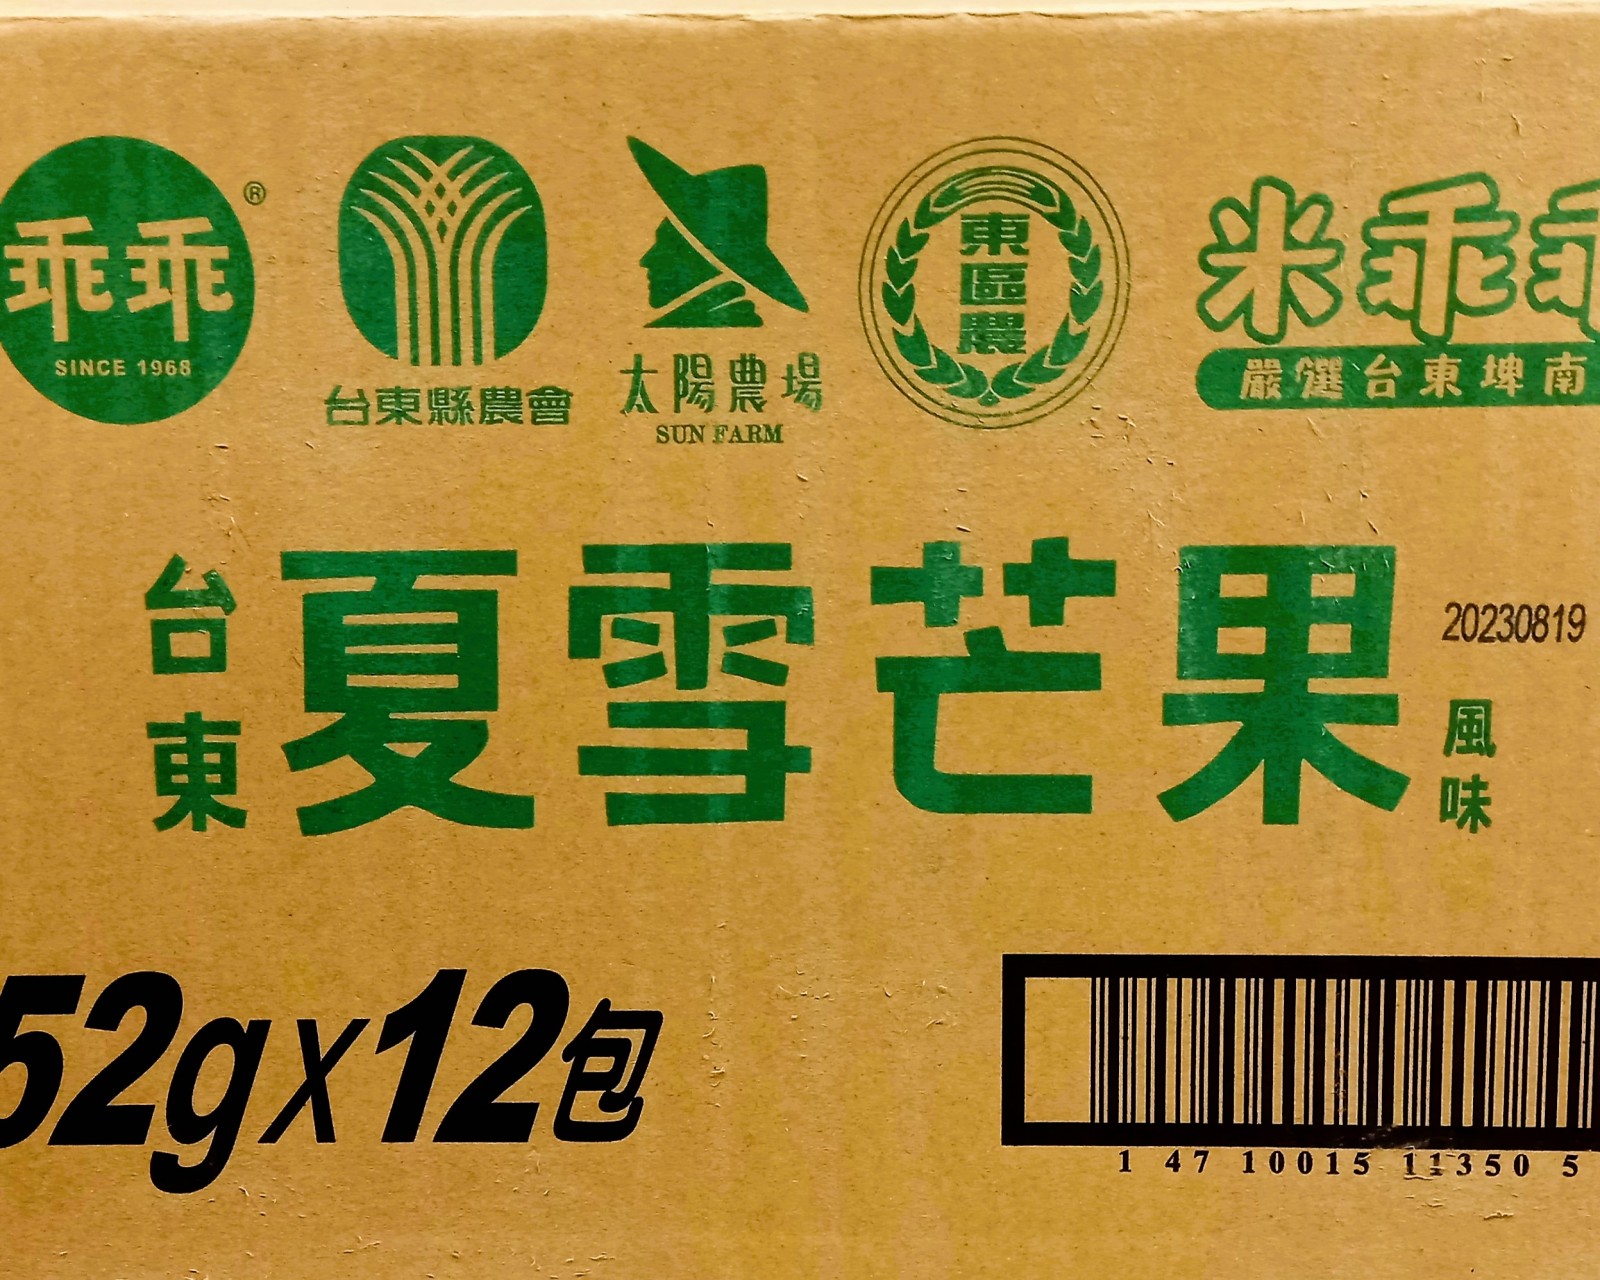 乖乖
®
SINCE 1968
台東縣農會
太陽農場
SUN FARM
東區農
米乖乖
嚴選台東埤南
台東
夏雪芒果
風味
20230819
52g x 12包
1 47 10015 11350 5